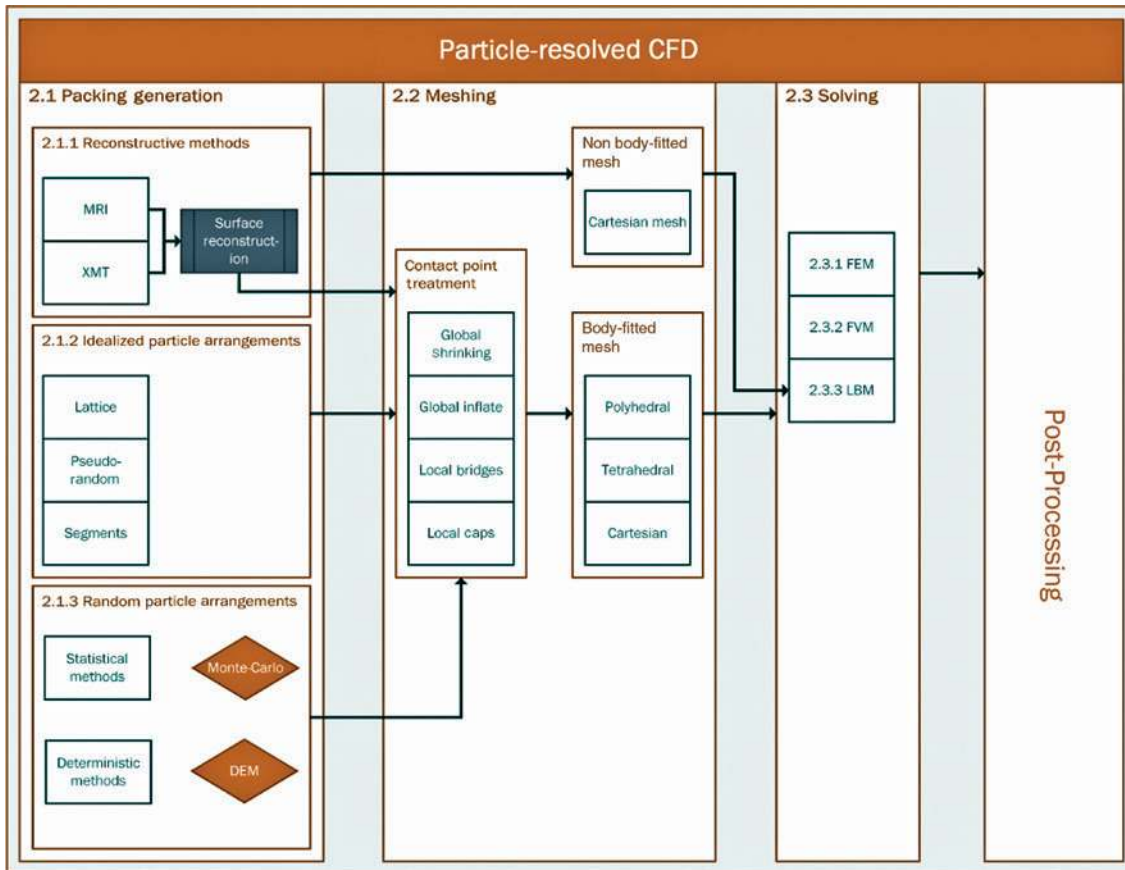 Particle-resolved CFD
2.1 Packing generation
2.1.1 Reconstructive methods
MRI
XMT
Surface
reconstruct-
ion
2.1.2 Idealized particle arrangements
Lattice
Pseudo-
random
Segments
2.1.3 Random particle arrangements
Statistical
methods
Monte-Carlo
Deterministic
methods
DEM
2.2 Meshing
Non body-fitted
mesh
Cartesian mesh
Contact point
treatment
Global
shrinking
Global inflate
Local bridges
Local caps
Body-fitted
mesh
Polyhedral
Tetrahedral
Cartesian
2.3 Solving
2.3.1 FEM
2.3.2 FVM
2.3.3 LBM
Post-Processing